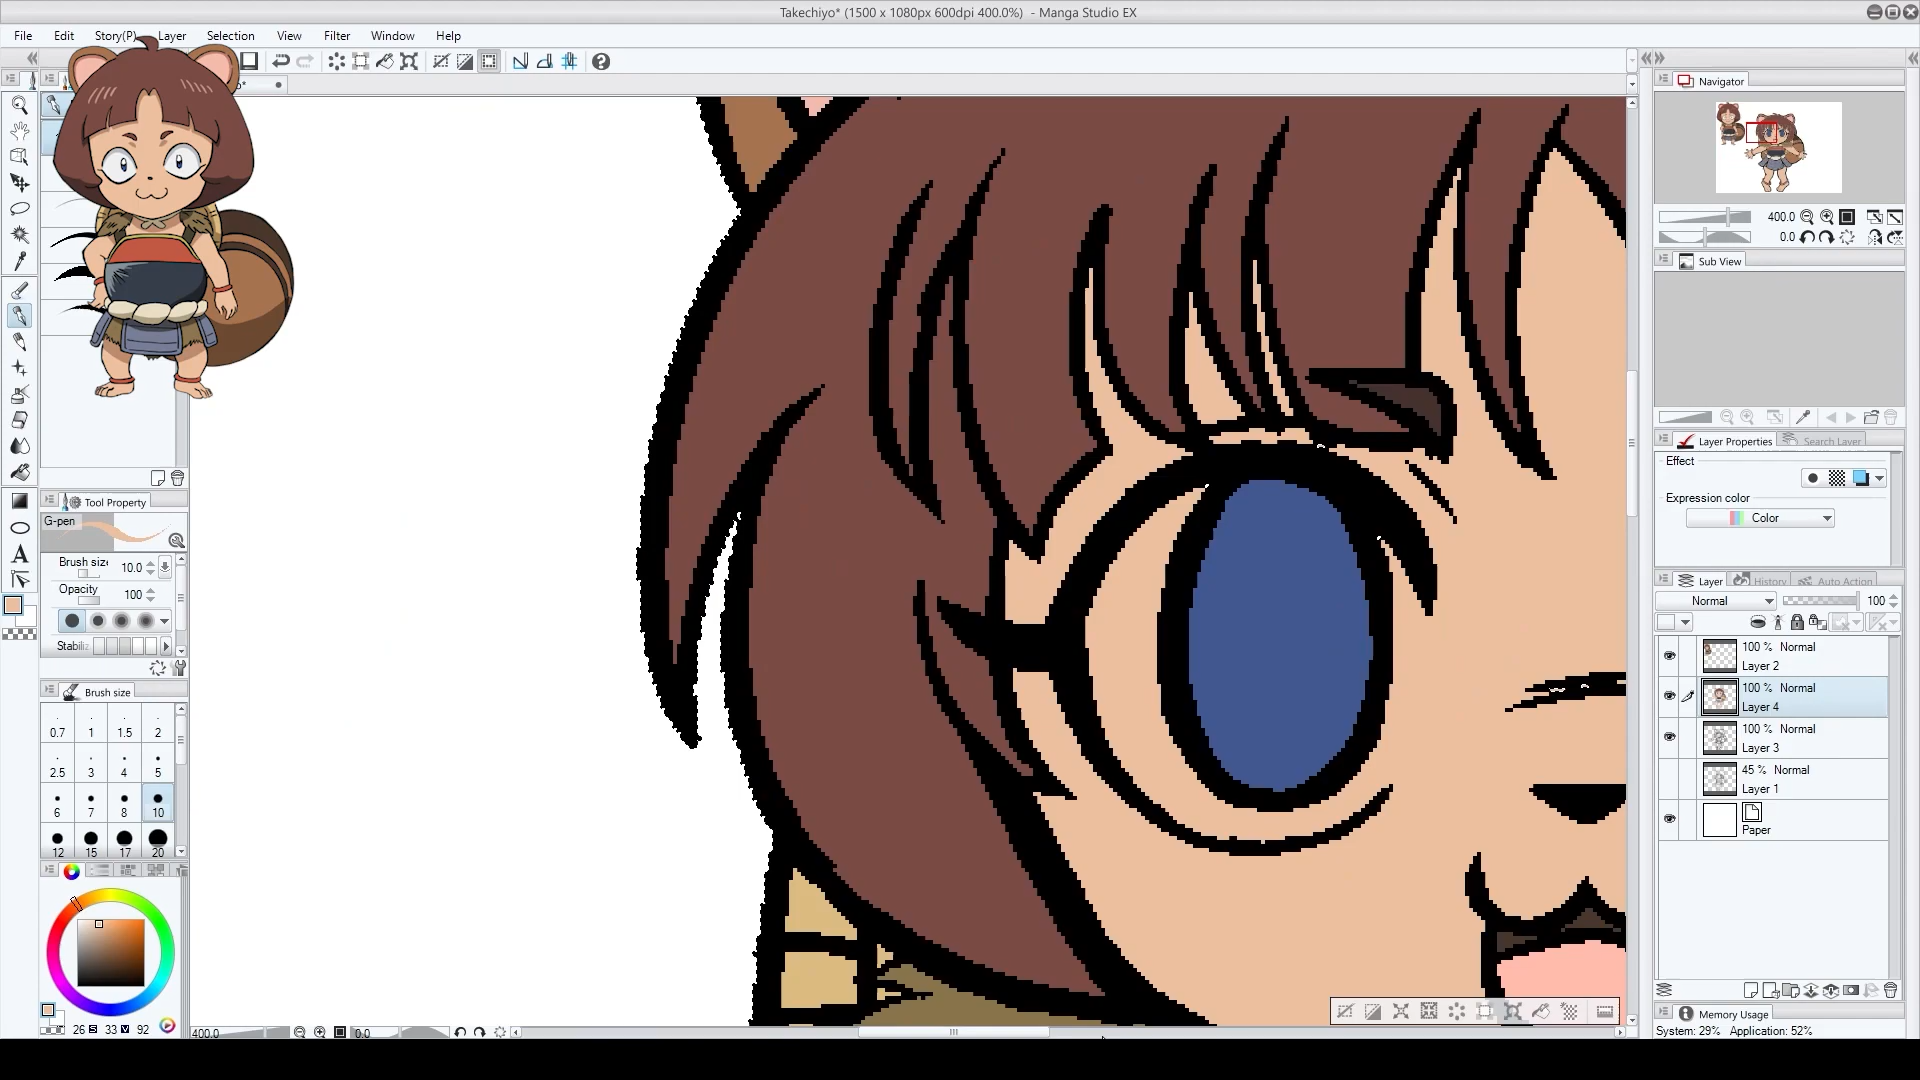 Takechiyo* (1500 x 1080px 600dpi 400.0%) - Manga Studio EX
File Edit Story(P) Layer Selection View Filter Window Help
Navigator
400.0
0.0
Sub View
Layer Properties Search Layer
Effect
Expression color
Color
Layer History Auto Action
Normal 100
100 % Normal
Layer 2
100 % Normal
Layer 4
100 % Normal
Layer 3
45 % Normal
Layer 1
Paper
Memory Usage
System: 29% Application: 52%
Tool Property
G-pen
Brush size 10.0
Opacity 100
Stabiliz
Brush size
0.7 1 1.5 2
2.5 3 4 5
6 7 8 10
12 15 17 20
26 S 33 V 92
400.0 0.0